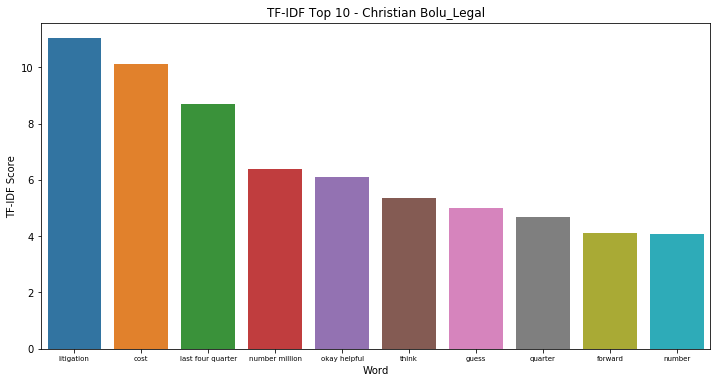 TF-IDF Top 10 - Christian Bolu_Legal
TF-IDF Score
10
8
6
4
2
0
litigation cost last four quarter number million okay helpful think guess quarter forward number
Word